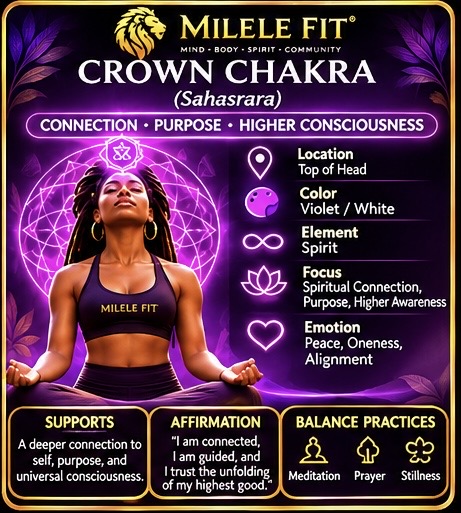 MILELE FIT®
MIND • BODY • SPIRIT • COMMUNITY
CROWN CHAKRA
(Sahasrara)
CONNECTION • PURPOSE • HIGHER CONSCIOUSNESS
Location
Top of Head
Color
Violet / White
Element
Spirit
Focus
Spiritual Connection,
Purpose, Higher Awareness
Emotion
Peace, Oneness,
Alignment
MILELE FIT
SUPPORTS
A deeper connection to
self, purpose, and
universal consciousness.
AFFIRMATION
"I am connected,
I am guided, and
I trust the unfolding
of my highest good."
BALANCE PRACTICES
Meditation
Prayer
Stillness